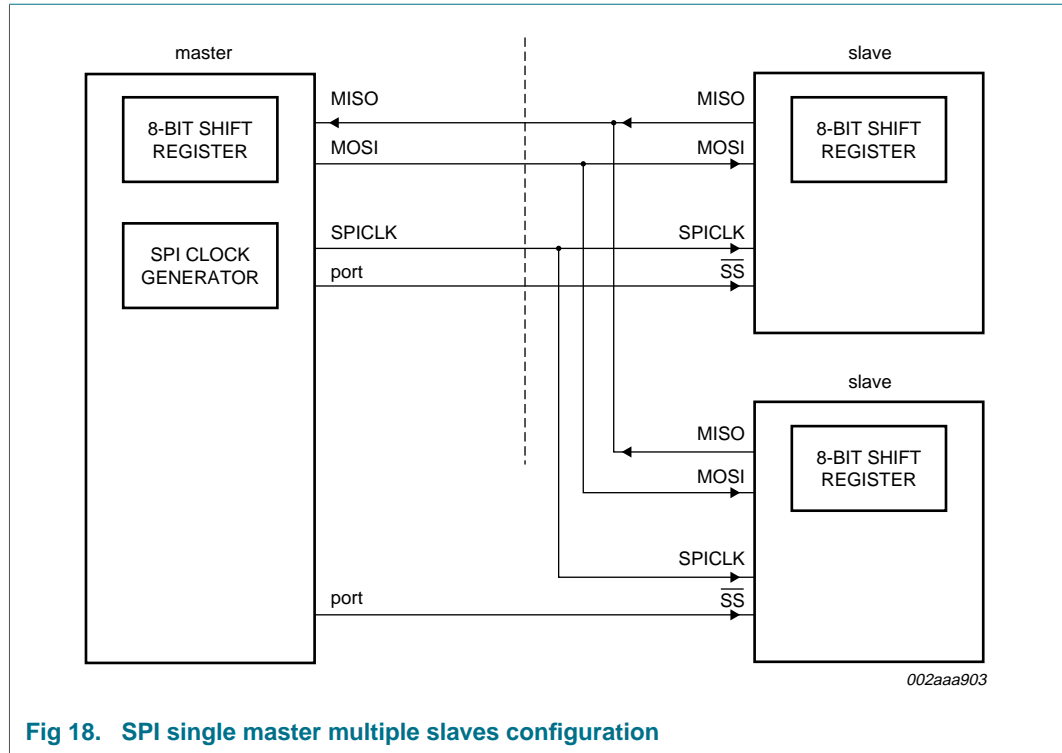 master
slave
MISO
MISO
8-BIT SHIFT
REGISTER
8-BIT SHIFT
REGISTER
MOSI
MOSI
SPICLK
SPICLK
SPI CLOCK
GENERATOR
port
SS
slave
MISO
8-BIT SHIFT
REGISTER
MOSI
SPICLK
port
SS
002aaa903
Fig 18. SPI single master multiple slaves configuration